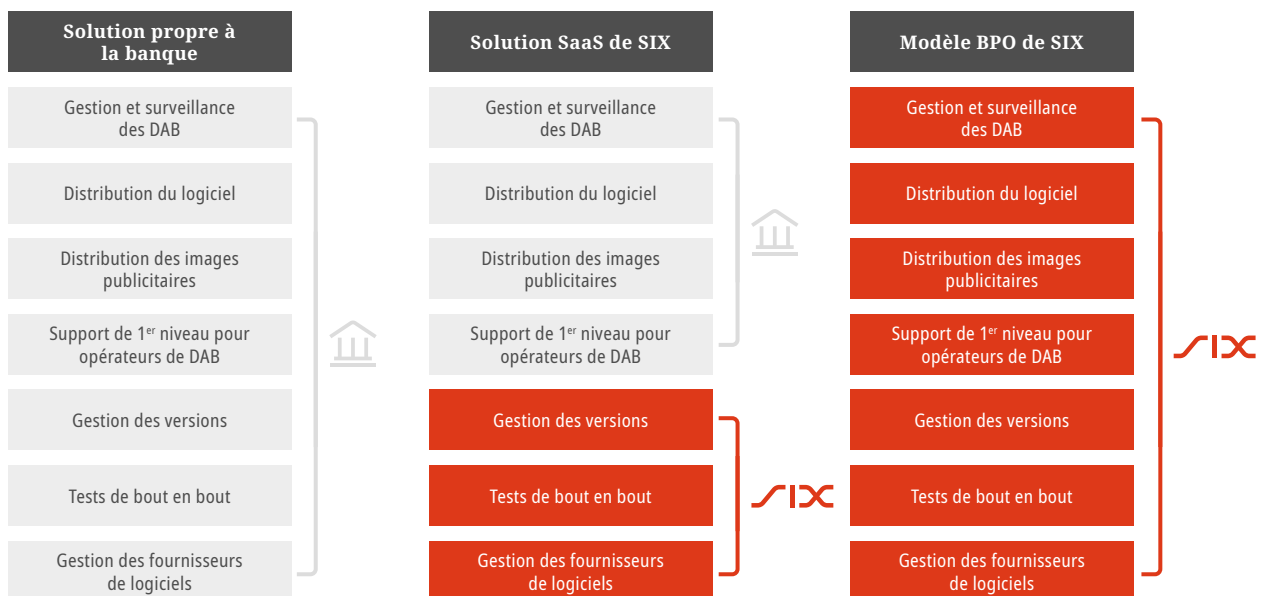 Solution propre à
la banque
Gestion et surveillance
des DAB
Distribution du logiciel
Distribution des images
publicitaires
Support de 1er niveau pour
opérateurs de DAB
Gestion des versions
Tests de bout en bout
Gestion des fournisseurs
de logiciels
Solution SaaS de SIX
Gestion et surveillance
des DAB
Distribution du logiciel
Distribution des images
publicitaires
Support de 1er niveau pour
opérateurs de DAB
Gestion des versions
Tests de bout en bout
Gestion des fournisseurs
de logiciels
SIX
Modèle BPO de SIX
Gestion et surveillance
des DAB
Distribution du logiciel
Distribution des images
publicitaires
Support de 1er niveau pour
opérateurs de DAB
Gestion des versions
Tests de bout en bout
Gestion des fournisseurs
de logiciels
SIX